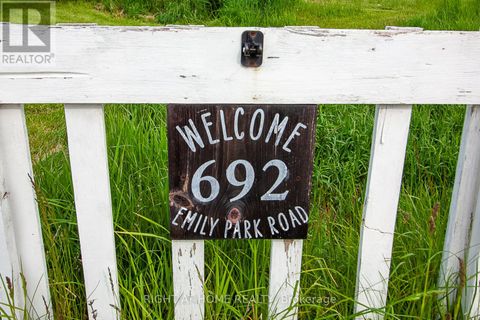 REALTOR®
WELCOME
692
EMILY PARK ROAD
RIGHT AT HOME REALTY, Brokerage